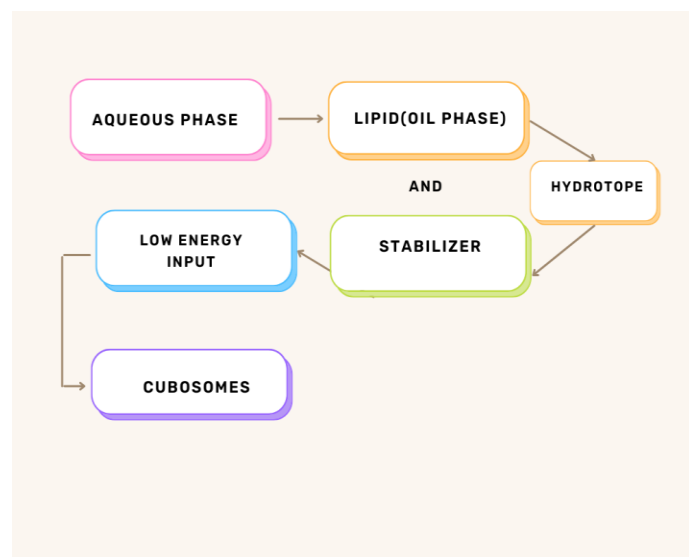 AQUEOUS PHASE
LIPID(OIL PHASE)
HYDROTOPE
AND
STABILIZER
LOW ENERGY
INPUT
CUBOSOMES